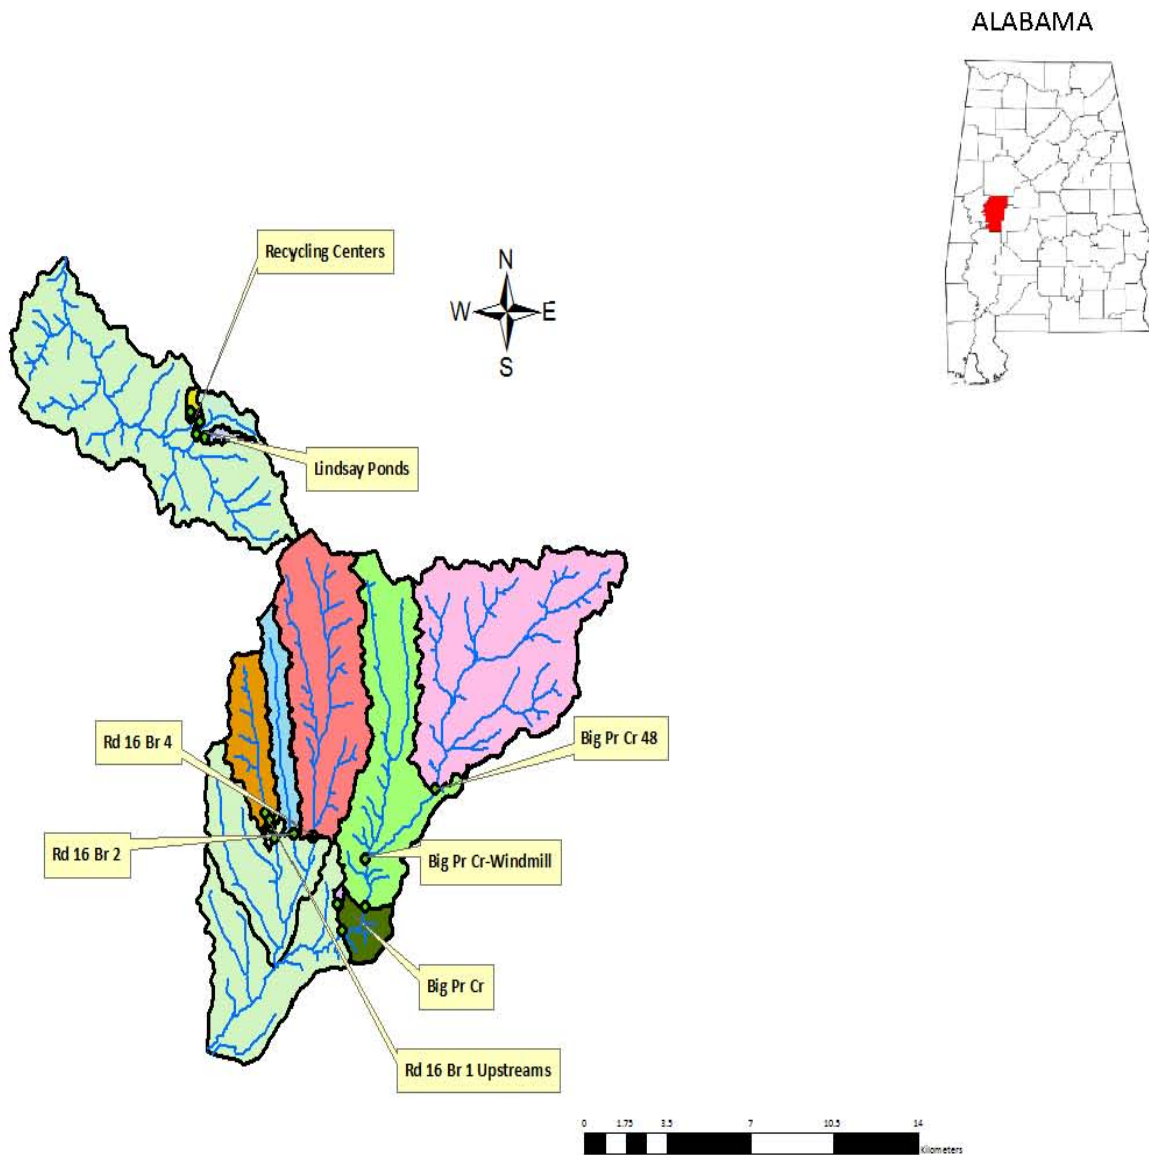 ALABAMA
Recycling Centers
N
W E
S
Lindsay Ponds
Rd 16 Br 4
Big Pr Cr 48
Rd 16 Br 2
Big Pr Cr-Windmill
Big Pr Cr
Rd 16 Br 1 Upstreams
0 1.75 3.5 7 10.5 14
Kilometers